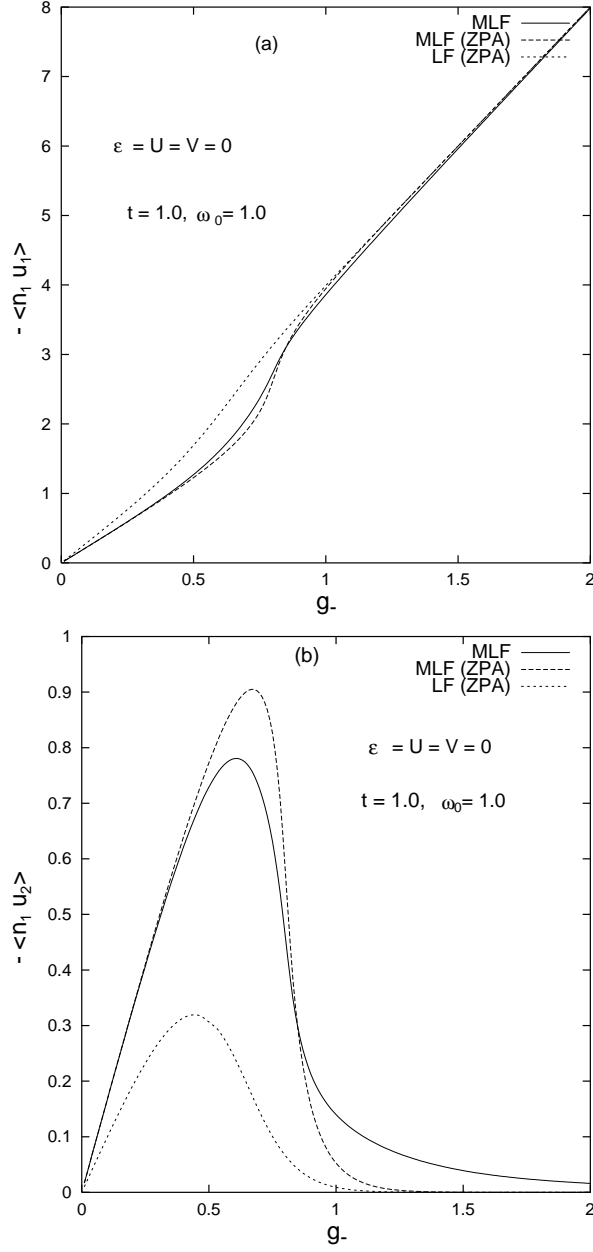 8
(a)
MLF
MLF (ZPA)
LF (ZPA)
7
6
ε = U = V = 0
5
t = 1.0, ω₀ = 1.0
4
- <n₁ u₁>
3
2
1
0
0 0.5 1 1.5 2
g-
1
(b)
MLF
MLF (ZPA)
LF (ZPA)
0.9
0.8
ε = U = V = 0
0.7
t = 1.0, ω₀ = 1.0
0.6
0.5
- <n₁ u₂>
0.4
0.3
0.2
0.1
0
0 0.5 1 1.5 2
g-